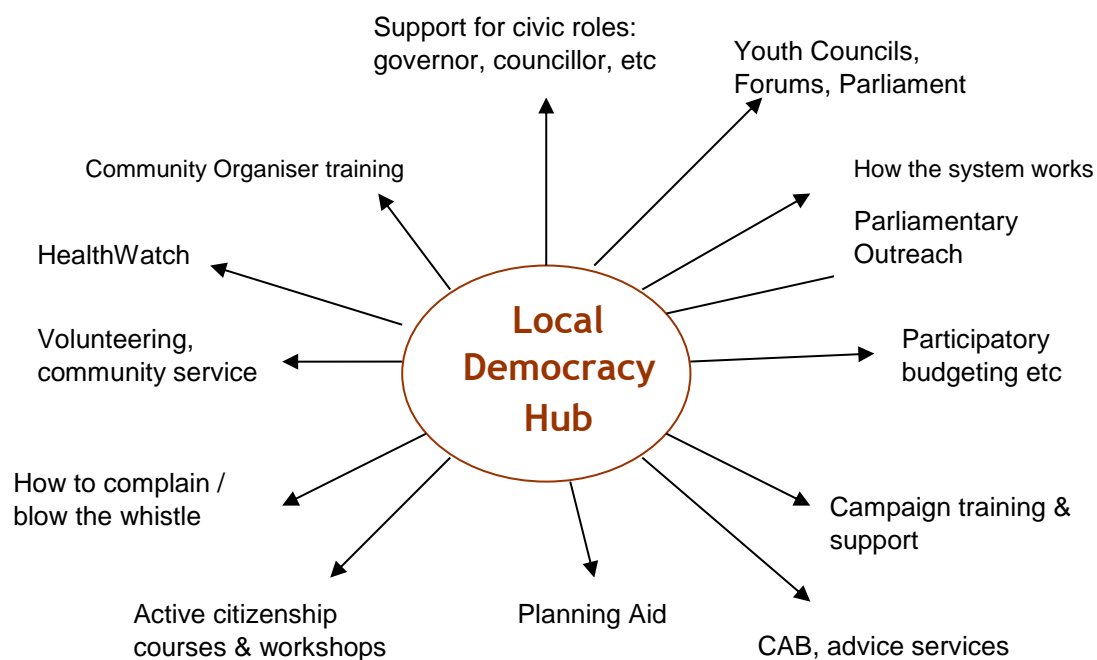 Support for civic roles:
governor, councillor, etc
Youth Councils,
Forums, Parliament
Community Organiser training
How the system works
HealthWatch
Parliamentary
Outreach
Local
Democracy
Hub
Volunteering,
community service
Participatory
budgeting etc
How to complain /
blow the whistle
Campaign training &
support
Active citizenship
courses & workshops
Planning Aid
CAB, advice services